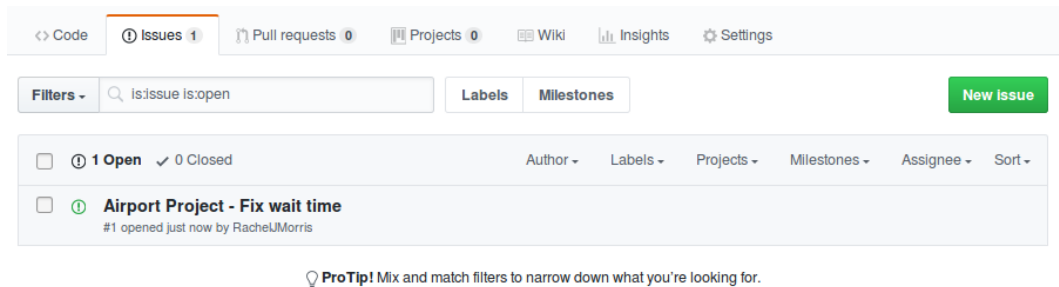 <> Code Issues 1 Pull requests 0 Projects 0 Wiki Insights Settings
Filters is:issue is:open Labels Milestones New issue
1 Open 0 Closed Author Labels Projects Milestones Assignee Sort
Airport Project - Fix wait time
#1 opened just now by RachelJMorris
ProTip! Mix and match filters to narrow down what you're looking for.